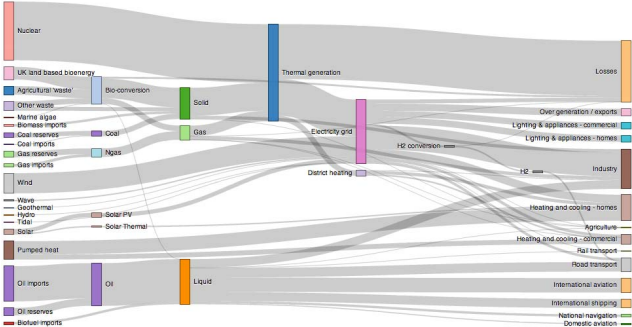 Nuclear
UK land based bioenergy
Agricultural 'waste'
Other waste
Marine algae
Biomass imports
Coal reserves
Coal imports
Gas reserves
Gas imports
Wind
Wave
Geothermal
Hydro
Tidal
Solar
Pumped heat
Oil imports
Oil reserves
Biofuel imports
Bio-conversion
Coal
Ngas
Solar PV
Solar Thermal
Oil
Solid
Gas
Liquid
Thermal generation
Electricity grid
District heating
H2 conversion
H2
Losses
Over generation / exports
Lighting & appliances - commercial
Lighting & appliances - homes
Industry
Heating and cooling - homes
Agriculture
Heating and cooling - commercial
Rail transport
Road transport
International aviation
International shipping
National navigation
Domestic aviation